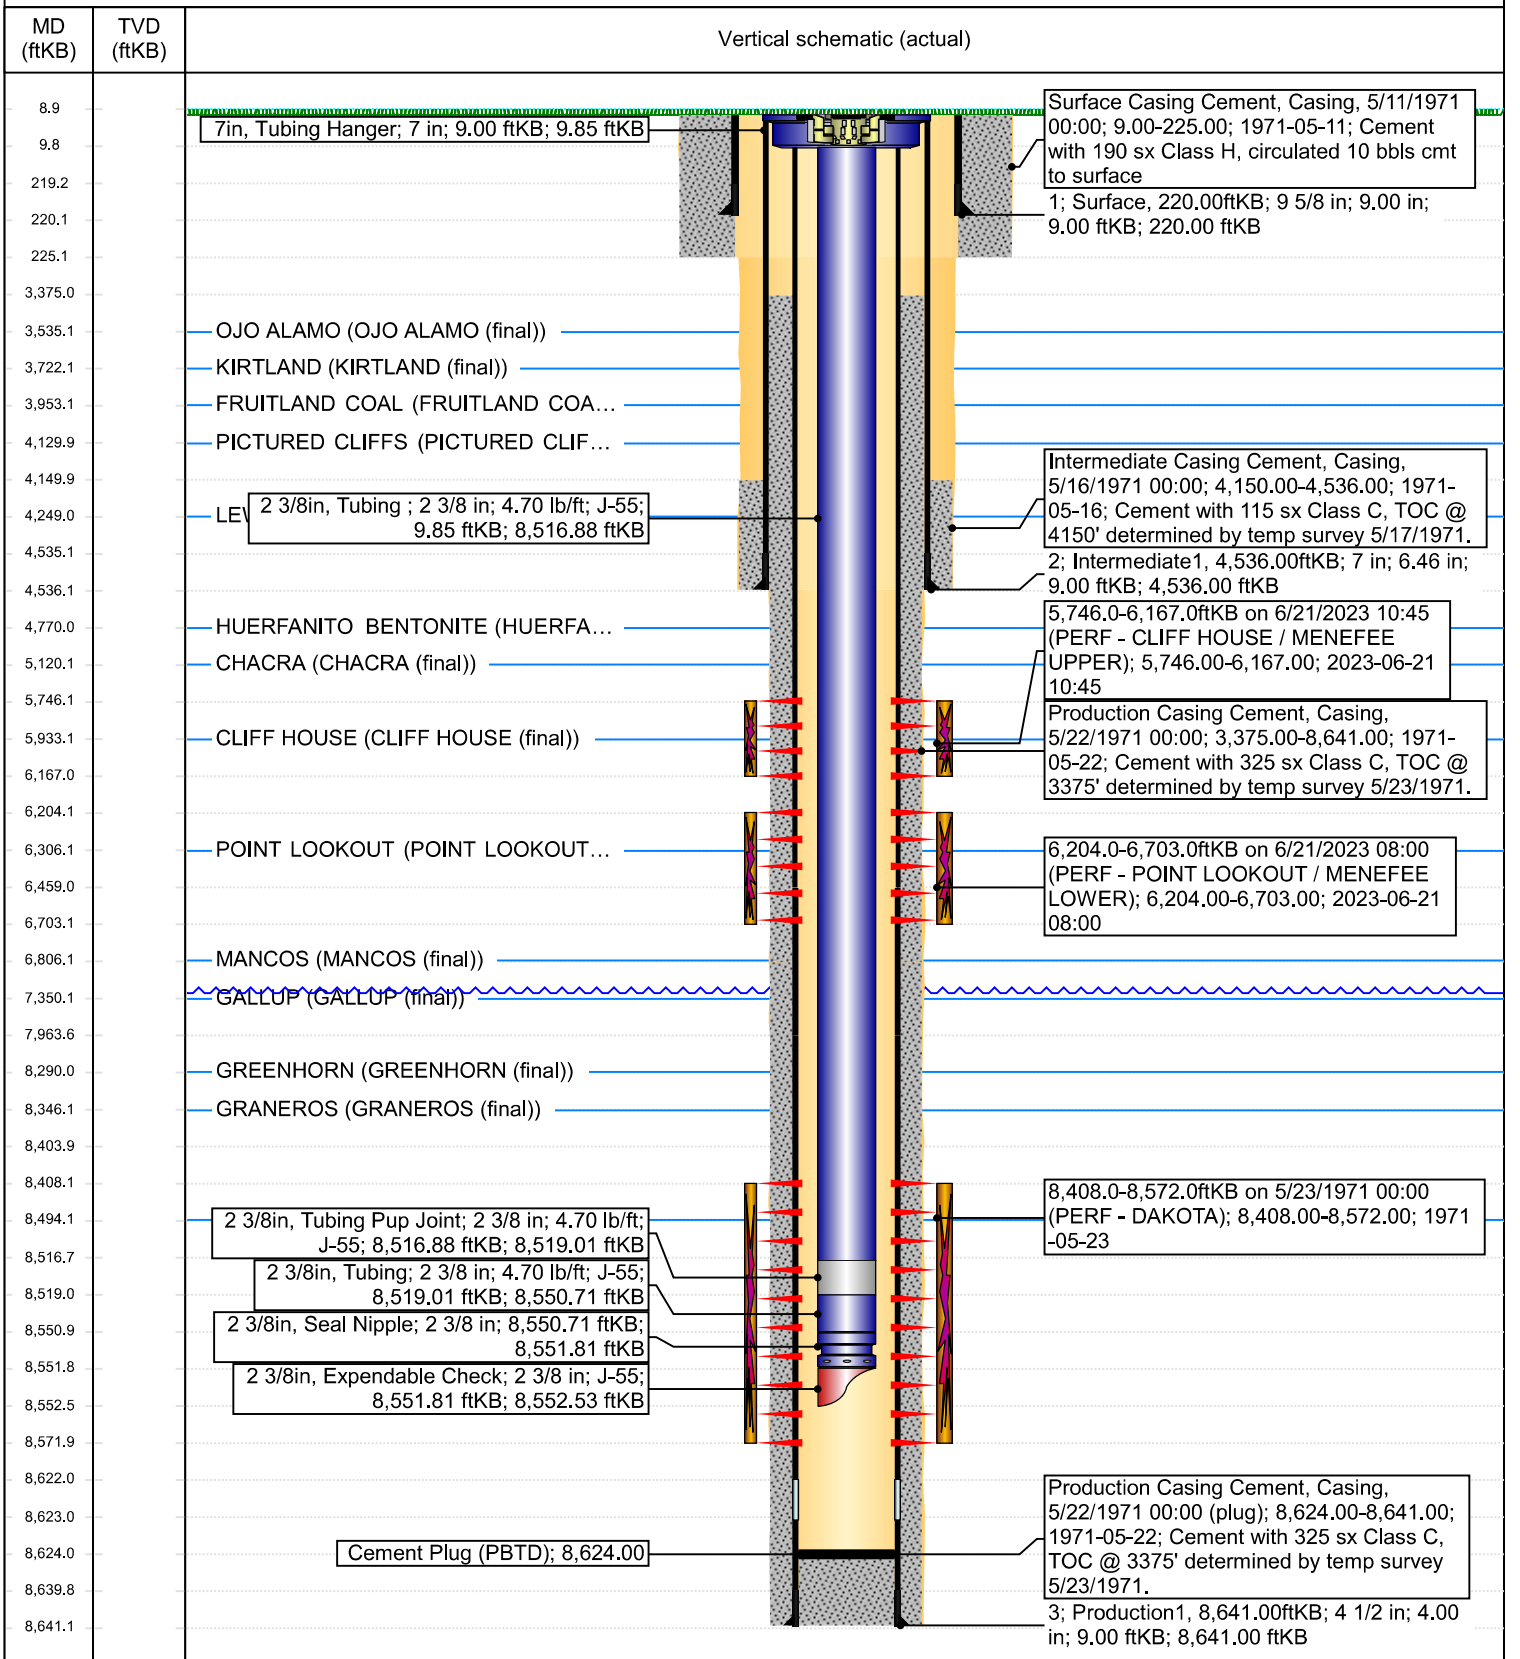 MD
(ftKB)
TVD
(ftKB)
Vertical schematic (actual)
8.9
9.8
219.2
220.1
225.1
3,375.0
3,535.1
3,722.1
3,953.1
4,129.9
4,149.9
4,249.0
4,535.1
4,536.1
4,770.0
5,120.1
5,746.1
5,933.1
6,167.0
6,204.1
6,306.1
6,459.0
6,703.1
6,806.1
7,350.1
7,963.6
8,290.0
8,346.1
8,403.9
8,408.1
8,494.1
8,516.7
8,519.0
8,550.9
8,551.8
8,552.5
8,571.9
8,622.0
8,623.0
8,624.0
8,639.8
8,641.1
7in, Tubing Hanger; 7 in; 9.00 ftKB; 9.85 ftKB
OJO ALAMO (OJO ALAMO (final))
KIRTLAND (KIRTLAND (final))
FRUITLAND COAL (FRUITLAND COA...
PICTURED CLIFFS (PICTURED CLIF...
2 3/8in, Tubing ; 2 3/8 in; 4.70 lb/ft; J-55;
9.85 ftKB; 8,516.88 ftKB
HUERFANITO BENTONITE (HUERFA...
CHACRA (CHACRA (final))
CLIFF HOUSE (CLIFF HOUSE (final))
POINT LOOKOUT (POINT LOOKOUT...
MANCOS (MANCOS (final))
GALLUP (GALLUP (final))
GREENHORN (GREENHORN (final))
GRANEROS (GRANEROS (final))
2 3/8in, Tubing Pup Joint; 2 3/8 in; 4.70 lb/ft;
J-55; 8,516.88 ftKB; 8,519.01 ftKB
2 3/8in, Tubing; 2 3/8 in; 4.70 lb/ft; J-55;
8,519.01 ftKB; 8,550.71 ftKB
2 3/8in, Seal Nipple; 2 3/8 in; 8,550.71 ftKB;
8,551.81 ftKB
2 3/8in, Expendable Check; 2 3/8 in; J-55;
8,551.81 ftKB; 8,552.53 ftKB
Cement Plug (PBTD); 8,624.00
Surface Casing Cement, Casing, 5/11/1971
00:00; 9.00-225.00; 1971-05-11; Cement
with 190 sx Class H, circulated 10 bbls cmt
to surface
1; Surface, 220.00ftKB; 9 5/8 in; 9.00 in;
9.00 ftKB; 220.00 ftKB
Intermediate Casing Cement, Casing,
5/16/1971 00:00; 4,150.00-4,536.00; 1971-
05-16; Cement with 115 sx Class C, TOC @
4150' determined by temp survey 5/17/1971.
2; Intermediate1, 4,536.00ftKB; 7 in; 6.46 in;
9.00 ftKB; 4,536.00 ftKB
5,746.0-6,167.0ftKB on 6/21/2023 10:45
(PERF - CLIFF HOUSE / MENEFEE
UPPER); 5,746.00-6,167.00; 2023-06-21
10:45
Production Casing Cement, Casing,
5/22/1971 00:00; 3,375.00-8,641.00; 1971-
05-22; Cement with 325 sx Class C, TOC @
3375' determined by temp survey 5/23/1971.
6,204.0-6,703.0ftKB on 6/21/2023 08:00
(PERF - POINT LOOKOUT / MENEFEE
LOWER); 6,204.00-6,703.00; 2023-06-21
08:00
8,408.0-8,572.0ftKB on 5/23/1971 00:00
(PERF - DAKOTA); 8,408.00-8,572.00; 1971
-05-23
Production Casing Cement, Casing,
5/22/1971 00:00 (plug); 8,624.00-8,641.00;
1971-05-22; Cement with 325 sx Class C,
TOC @ 3375' determined by temp survey
5/23/1971.
3; Production1, 8,641.00ftKB; 4 1/2 in; 4.00
in; 9.00 ftKB; 8,641.00 ftKB